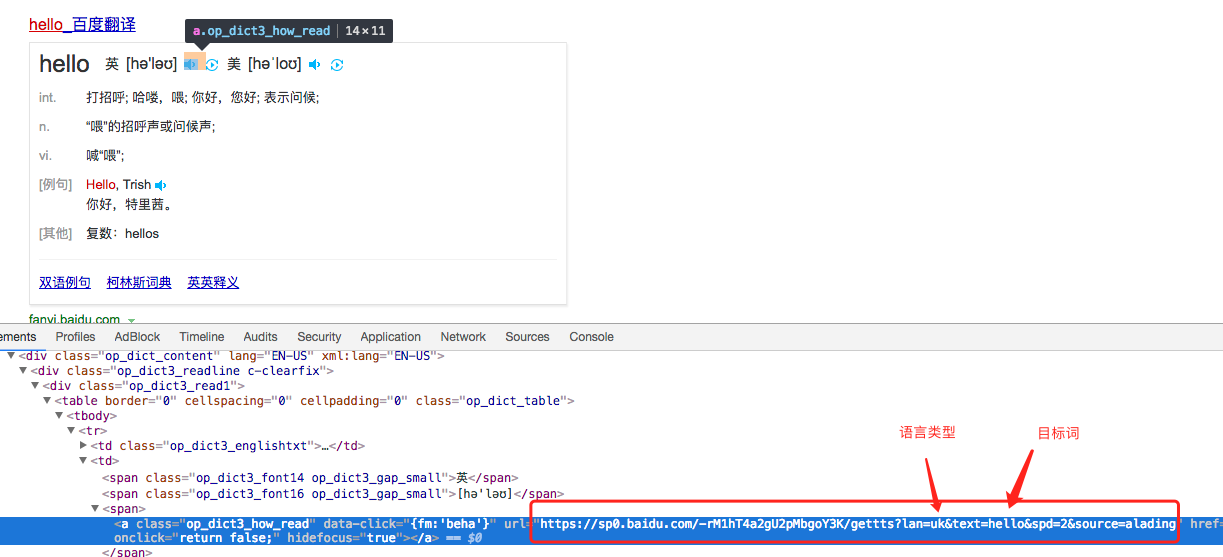 hello_百度翻译
a.op_dict3_how_read 14×11
hello 英 [həˈləʊ] 美 [həˈloʊ]
int. 打招呼; 哈喽，喂; 你好，您好; 表示问候;
n. “喂”的招呼声或问候声;
vi. 喊“喂”;
[例句] Hello, Trish
你好，特里茜。
[其他] 复数：hellos
双语例句 柯林斯词典 英英释义
fanyi.baidu.com
ements Profiles AdBlock Timeline Audits Security Application Network Sources Console
<div class="op_dict_content" lang="EN-US" xml:lang="EN-US">
<div class="op_dict3_readline c-clearfix">
<div class="op_dict3_read1">
<table border="0" cellspacing="0" cellpadding="0" class="op_dict_table">
<tbody>
<tr>
语言类型 目标词
<td class="op_dict3_englishtxt">…</td>
<td>
<span class="op_dict3_font14 op_dict3_gap_small">英</span>
<span class="op_dict3_font16 op_dict3_gap_small">[hə'ləʊ]</span>
<span>
<a class="op_dict3_how_read" data-click="{fm:'beha'}" url="https://sp0.baidu.com/-rM1hT4a2gU2pMbgoY3K/gettts?lan=uk&text=hello&spd=2&source=alading" href=
onclick="return false;" hidefocus="true"></a> == $0
</span>